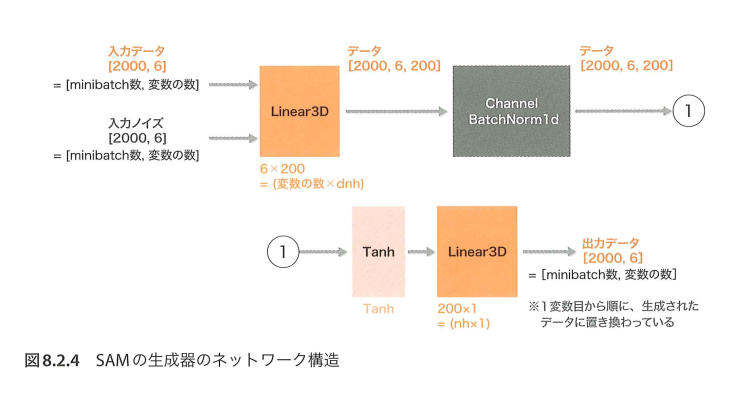 入力データ
[2000, 6]
= [minibatch数, 変数の数]
入力ノイズ
[2000, 6]
= [minibatch数, 変数の数]
Linear3D
6×200
= (変数の数×dnh)
データ
[2000, 6, 200]
Channel
BatchNorm1d
データ
[2000, 6, 200]
1
1
Tanh
Tanh
Linear3D
200×1
= (nh×1)
出力データ
[2000, 6]
= [minibatch数, 変数の数]
※1変数目から順に、生成された
データに置き換わっている
図8.2.4 SAMの生成器のネットワーク構造